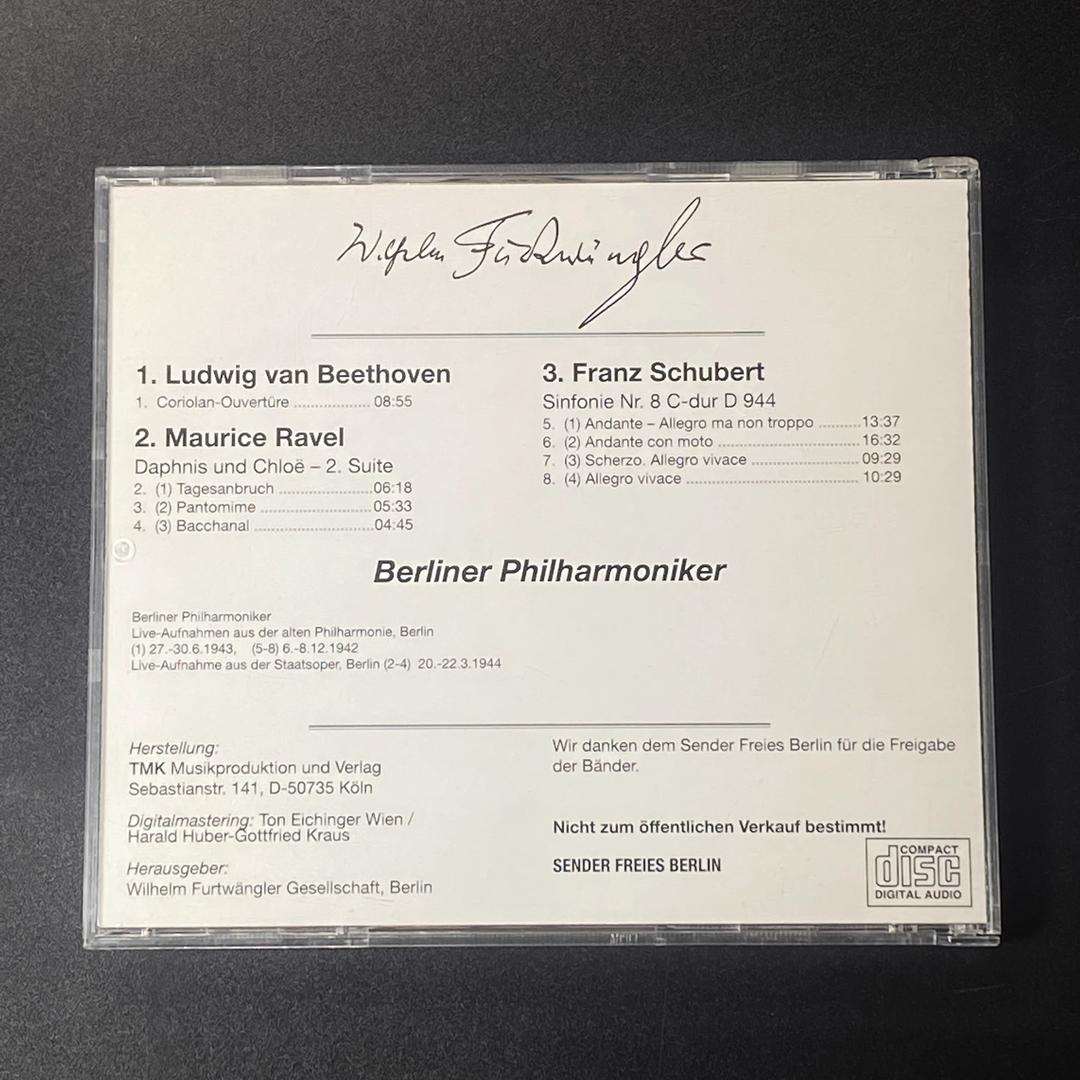 Wilhelm Furtwängler
1. Ludwig van Beethoven
1. Coriolan-Ouvertüre .................. 08:55
2. Maurice Ravel
Daphnis und Chloë – 2. Suite
2. (1) Tagesanbruch ......................06:18
3. (2) Pantomime ..........................05:33
4. (3) Bacchanal ............................04:45
3. Franz Schubert
Sinfonie Nr. 8 C-dur D 944
5. (1) Andante – Allegro ma non troppo ..........13:37
6. (2) Andante con moto .................................. 16:32
7. (3) Scherzo. Allegro vivace .......................... 09:29
8. (4) Allegro vivace ......................................... 10:29
Berliner Philharmoniker
Berliner Philharmoniker
Live-Aufnahmen aus der alten Philharmonie, Berlin
(1) 27.-30.6.1943, (5-8) 6.-8.12.1942
Live-Aufnahme aus der Staatsoper, Berlin (2-4) 20.-22.3.1944
Herstellung:
TMK Musikproduktion und Verlag
Sebastianstr. 141, D-50735 Köln
Digitalmastering: Ton Eichinger Wien /
Harald Huber-Gottfried Kraus
Herausgeber:
Wilhelm Furtwängler Gesellschaft, Berlin
Wir danken dem Sender Freies Berlin für die Freigabe
der Bänder.
Nicht zum öffentlichen Verkauf bestimmt!
SENDER FREIES BERLIN
COMPACT
disc
DIGITAL AUDIO